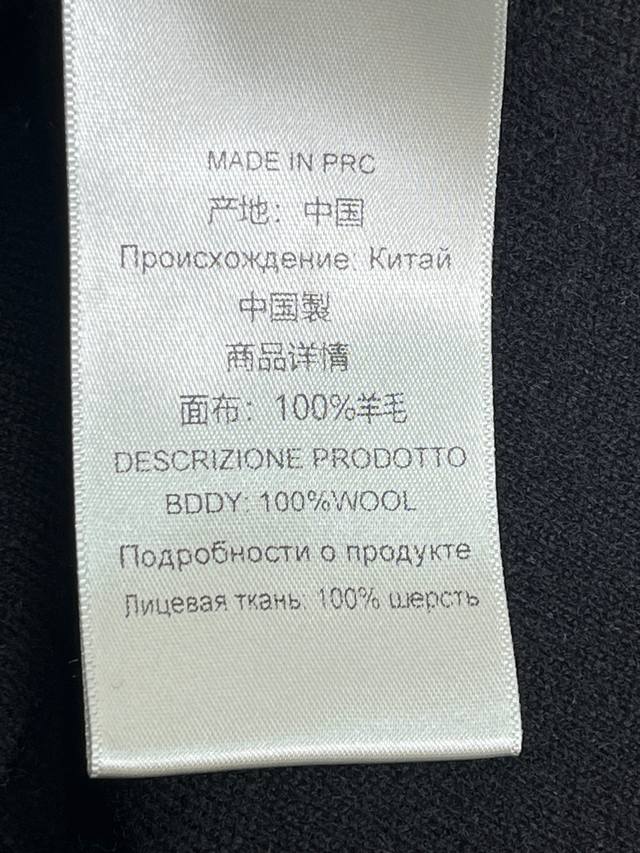 MADE IN PRC
产地：中国
Происхождение: Китай
中国製
商品详情
面布：100%羊毛
DESCRIZIONE PRODOTTO
BDDY: 100%WOOL
Подробности о продукте
Лицевая ткань: 100% шерсть